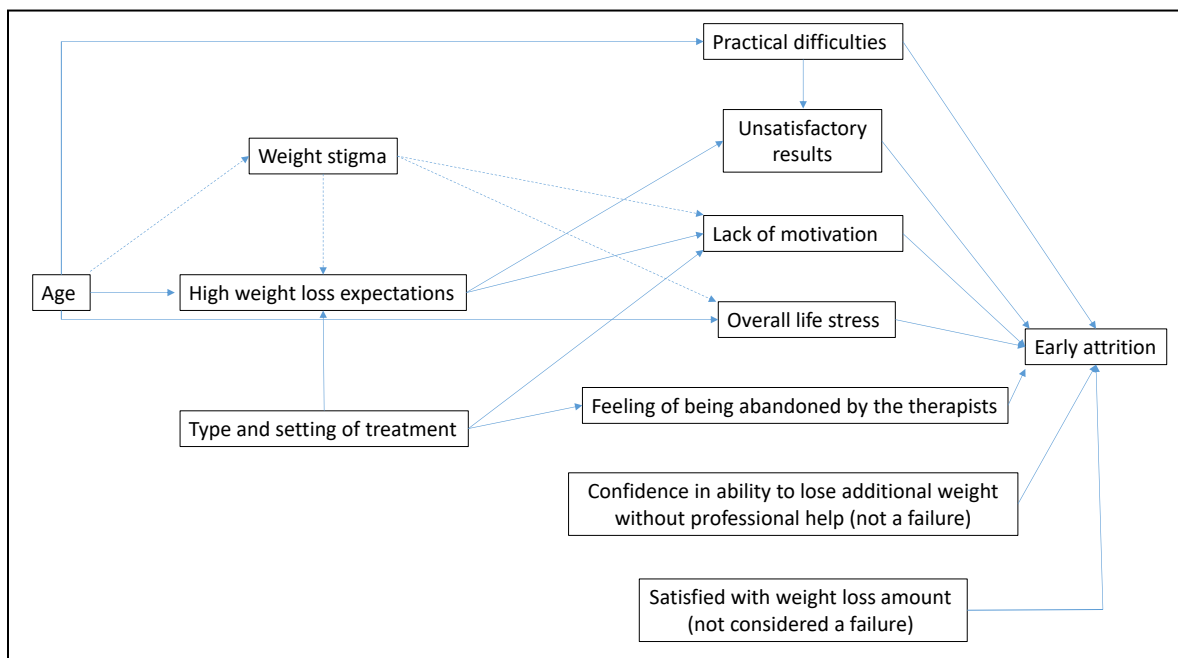 Practical difficulties
Unsatisfactory
results
Weight stigma
Lack of motivation
Age
High weight loss expectations
Overall life stress
Early attrition
Feeling of being abandoned by the therapists
Type and setting of treatment
Confidence in ability to lose additional weight
without professional help (not a failure)
Satisfied with weight loss amount
(not considered a failure)